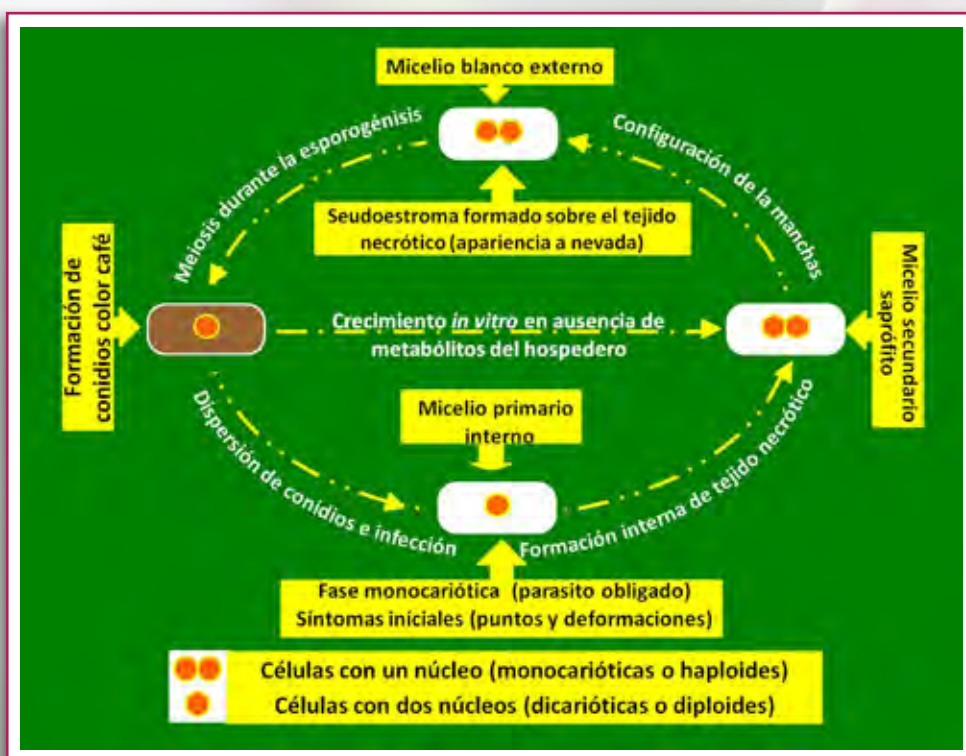 Micelio blanco externo
Meiosis durante la esporogénisis
Configuración de la manchas
Seudoestroma formado sobre el tejido
necrótico (apariencia a nevada)
Formación de
conidios color café
Crecimiento in vitro en ausencia de
metabólitos del hospedero
Micelio secundario
saprófito
Micelio primario
interno
Dispersión de conidios e infección
Formación interna de tejido necrótico
Fase monocariótica (parasito obligado)
Síntomas iniciales (puntos y deformaciones)
Células con un núcleo (monocarióticas o haploides)
Células con dos núcleos (dicarióticas o diploides)